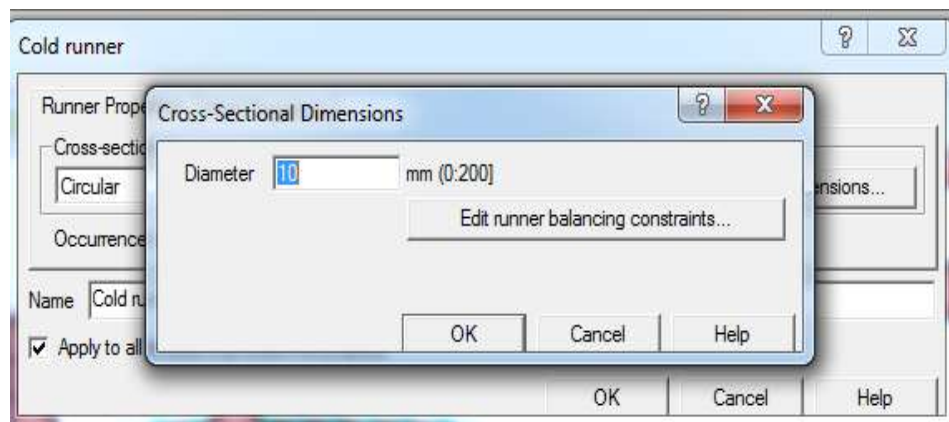 Cold runner
Runner Prope
Cross-Sectional Dimensions
Cross-sectio
Diameter 10 mm (0:200]
Circular
ensions...
Edit runner balancing constraints...
Occurrence
Name Cold ru
Apply to all
OK Cancel Help
OK Cancel Help